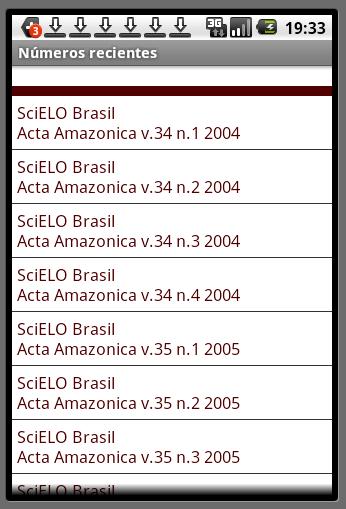 3
3G
19:33
Números recientes
SciELO Brasil
Acta Amazonica v.34 n.1 2004
SciELO Brasil
Acta Amazonica v.34 n.2 2004
SciELO Brasil
Acta Amazonica v.34 n.3 2004
SciELO Brasil
Acta Amazonica v.34 n.4 2004
SciELO Brasil
Acta Amazonica v.35 n.1 2005
SciELO Brasil
Acta Amazonica v.35 n.2 2005
SciELO Brasil
Acta Amazonica v.35 n.3 2005
SciELO Brasil